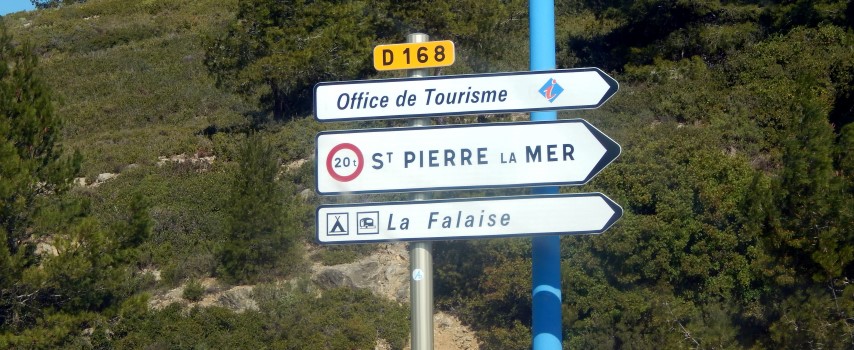 D 168
Office de Tourisme i
20t ST PIERRE LA MER
La Falaise